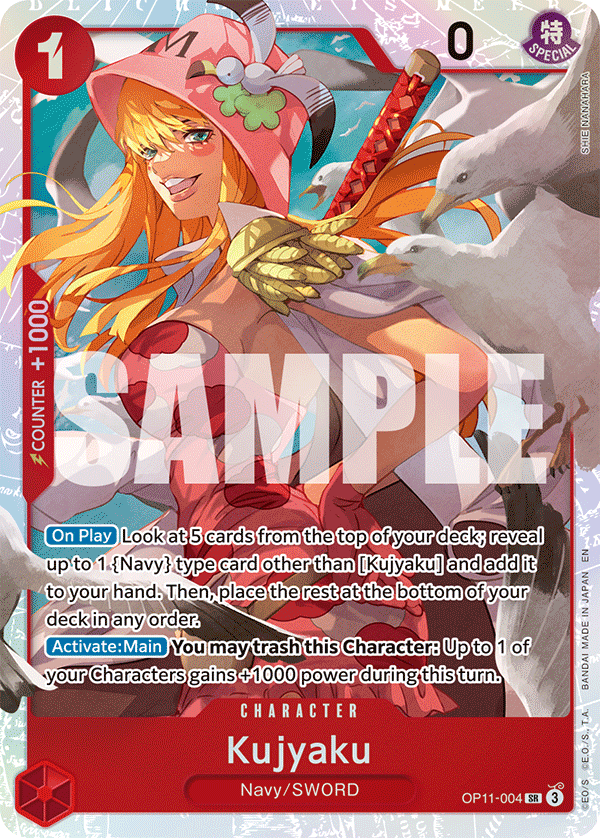 1
0
特
SPECIAL
SHIE NANAHARA
COUNTER +1000
SAMPLE
On Play Look at 5 cards from the top of your deck; reveal
up to 1 {Navy} type card other than [Kujyaku] and add it
to your hand. Then, place the rest at the bottom of your
deck in any order.
Activate:Main You may trash this Character: Up to 1 of
your Characters gains +1000 power during this turn.
CHARACTER
Kujyaku
Navy/SWORD
OP11-004 SR 3
©E.O/S ©E.O./S., T.A. BANDAI MADE IN JAPAN EN